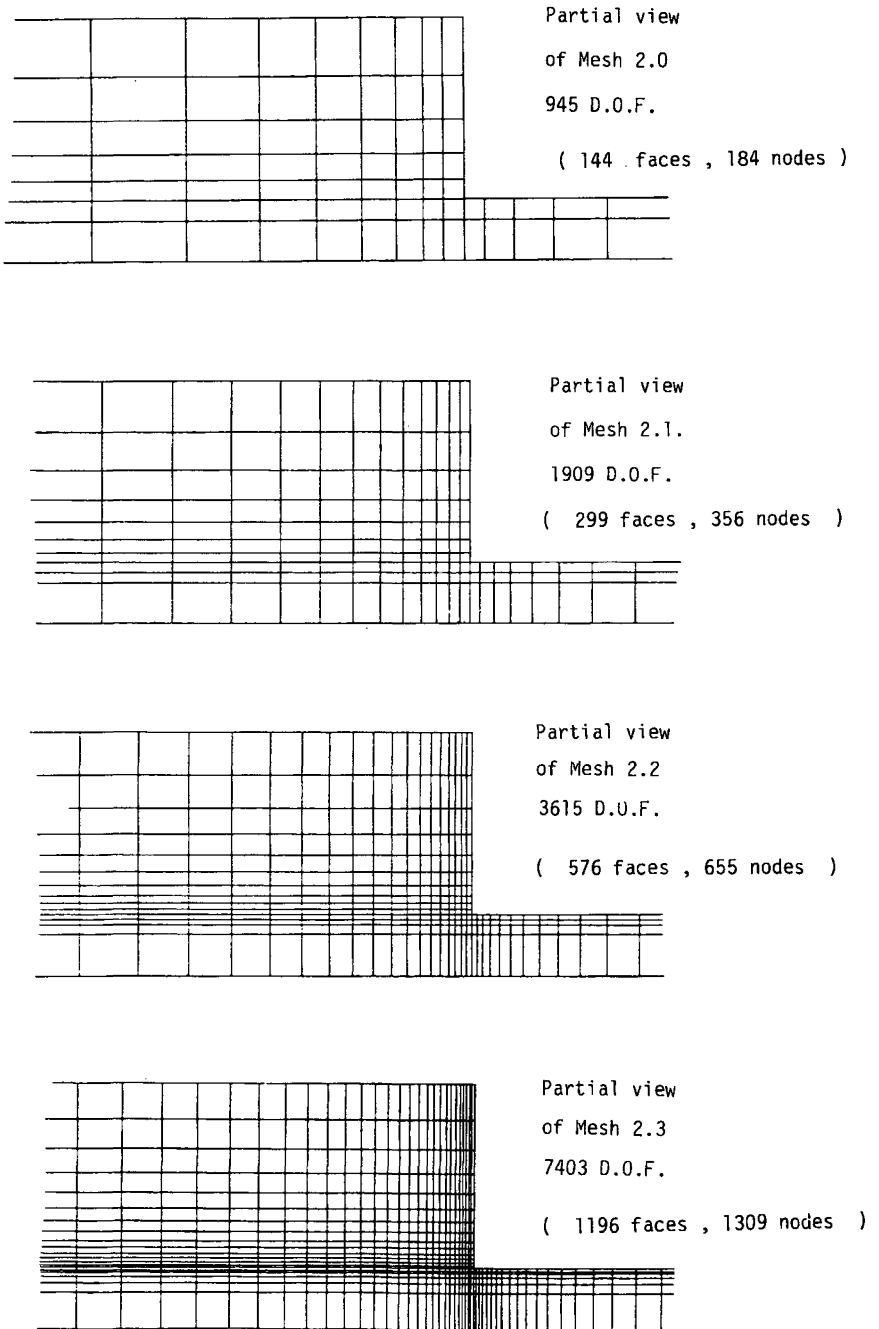 Partial view
of Mesh 2.0
945 D.O.F.
( 144 faces , 184 nodes )
Partial view
of Mesh 2.1.
1909 D.O.F.
( 299 faces , 356 nodes )
Partial view
of Mesh 2.2
3615 D.O.F.
( 576 faces , 655 nodes )
Partial view
of Mesh 2.3
7403 D.O.F.
( 1196 faces , 1309 nodes )